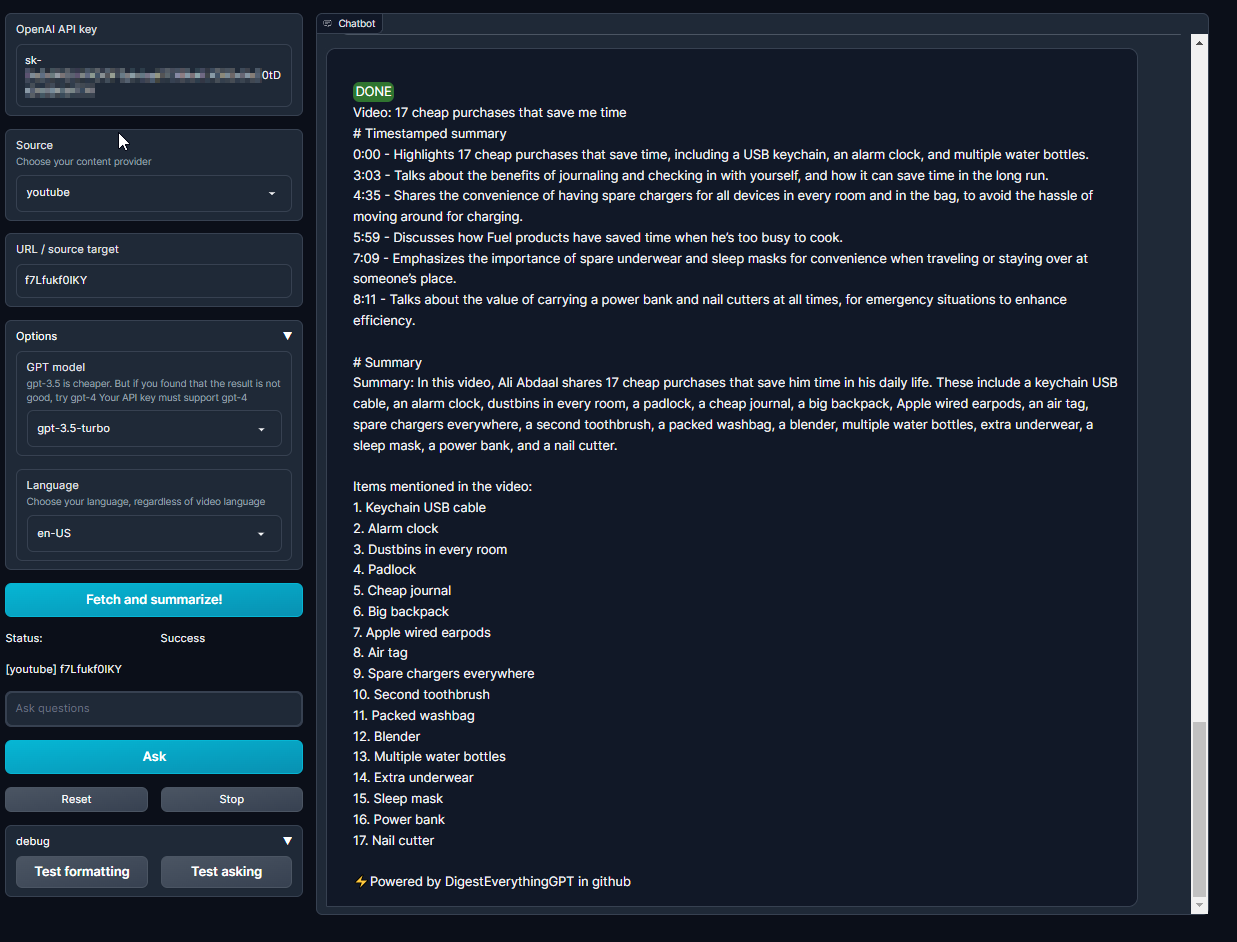 OpenAI API key
sk-
0tD
Source
Choose your content provider
youtube
URL / source target
f7Lfukf0IKY
Options ▼
GPT model
gpt-3.5 is cheaper. But if you found that the result is not
good, try gpt-4 Your API key must support gpt-4
gpt-3.5-turbo
Language
Choose your language, regardless of video language
en-US
Fetch and summarize!
Status: Success
[youtube] f7Lfukf0IKY
Ask questions
Ask
Reset Stop
debug ▼
Test formatting Test asking
Chatbot
DONE
Video: 17 cheap purchases that save me time
# Timestamped summary
0:00 - Highlights 17 cheap purchases that save time, including a USB keychain, an alarm clock, and multiple water bottles.
3:03 - Talks about the benefits of journaling and checking in with yourself, and how it can save time in the long run.
4:35 - Shares the convenience of having spare chargers for all devices in every room and in the bag, to avoid the hassle of
moving around for charging.
5:59 - Discusses how Fuel products have saved time when he's too busy to cook.
7:09 - Emphasizes the importance of spare underwear and sleep masks for convenience when traveling or staying over at
someone's place.
8:11 - Talks about the value of carrying a power bank and nail cutters at all times, for emergency situations to enhance
efficiency.
# Summary
Summary: In this video, Ali Abdaal shares 17 cheap purchases that save him time in his daily life. These include a keychain USB
cable, an alarm clock, dustbins in every room, a padlock, a cheap journal, a big backpack, Apple wired earpods, an air tag,
spare chargers everywhere, a second toothbrush, a packed washbag, a blender, multiple water bottles, extra underwear, a
sleep mask, a power bank, and a nail cutter.
Items mentioned in the video:
1. Keychain USB cable
2. Alarm clock
3. Dustbins in every room
4. Padlock
5. Cheap journal
6. Big backpack
7. Apple wired earpods
8. Air tag
9. Spare chargers everywhere
10. Second toothbrush
11. Packed washbag
12. Blender
13. Multiple water bottles
14. Extra underwear
15. Sleep mask
16. Power bank
17. Nail cutter
⚡Powered by DigestEverythingGPT in github